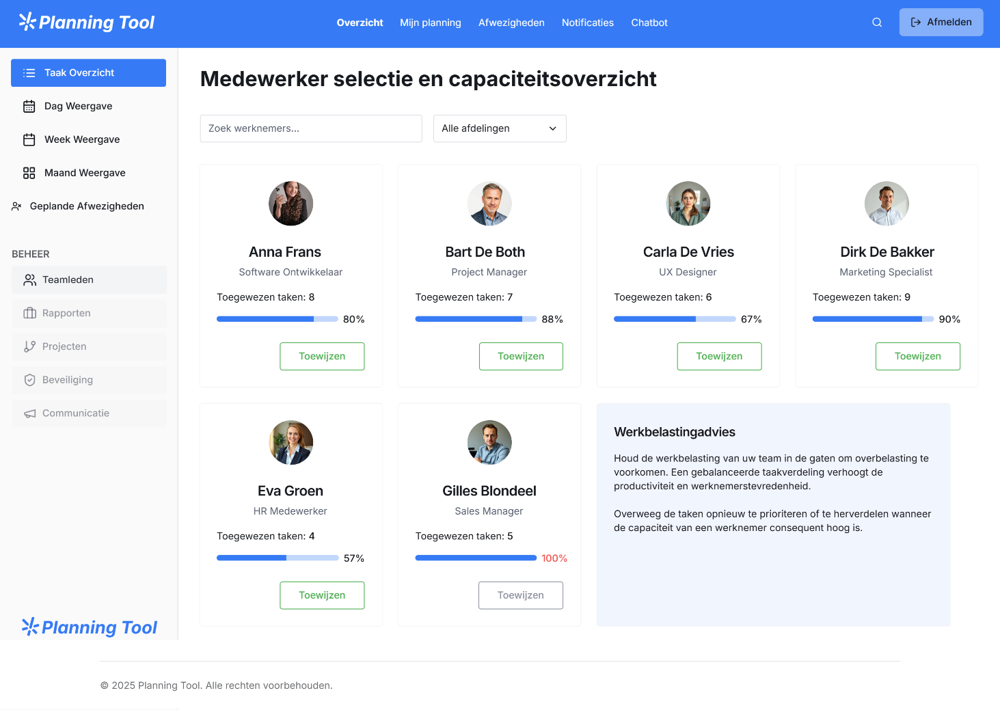 Planning Tool
Overzicht
Mijn planning
Afwezigheden
Notificaties
Chatbot
Afmelden
Taak Overzicht
Dag Weergave
Week Weergave
Maand Weergave
Geplande Afwezigheden
BEHEER
Teamleden
Rapporten
Projecten
Beveiliging
Communicatie
Planning Tool
Medewerker selectie en capaciteitsoverzicht
Zoek werknemers...
Alle afdelingen
Anna Frans
Software Ontwikkelaar
Toegewezen taken: 8
80%
Toewijzen
Bart De Both
Project Manager
Toegewezen taken: 7
88%
Toewijzen
Carla De Vries
UX Designer
Toegewezen taken: 6
67%
Toewijzen
Dirk De Bakker
Marketing Specialist
Toegewezen taken: 9
90%
Toewijzen
Eva Groen
HR Medewerker
Toegewezen taken: 4
57%
Toewijzen
Gilles Blondeel
Sales Manager
Toegewezen taken: 5
100%
Toewijzen
Werkbelastingadvies
Houd de werkbelasting van uw team in de gaten om overbelasting te
voorkomen. Een gebalanceerde taakverdeling verhoogt de
productiviteit en werknemerstevredenheid.
Overweeg de taken opnieuw te prioriteren of te herverdelen wanneer
de capaciteit van een werknemer consequent hoog is.
© 2025 Planning Tool. Alle rechten voorbehouden.